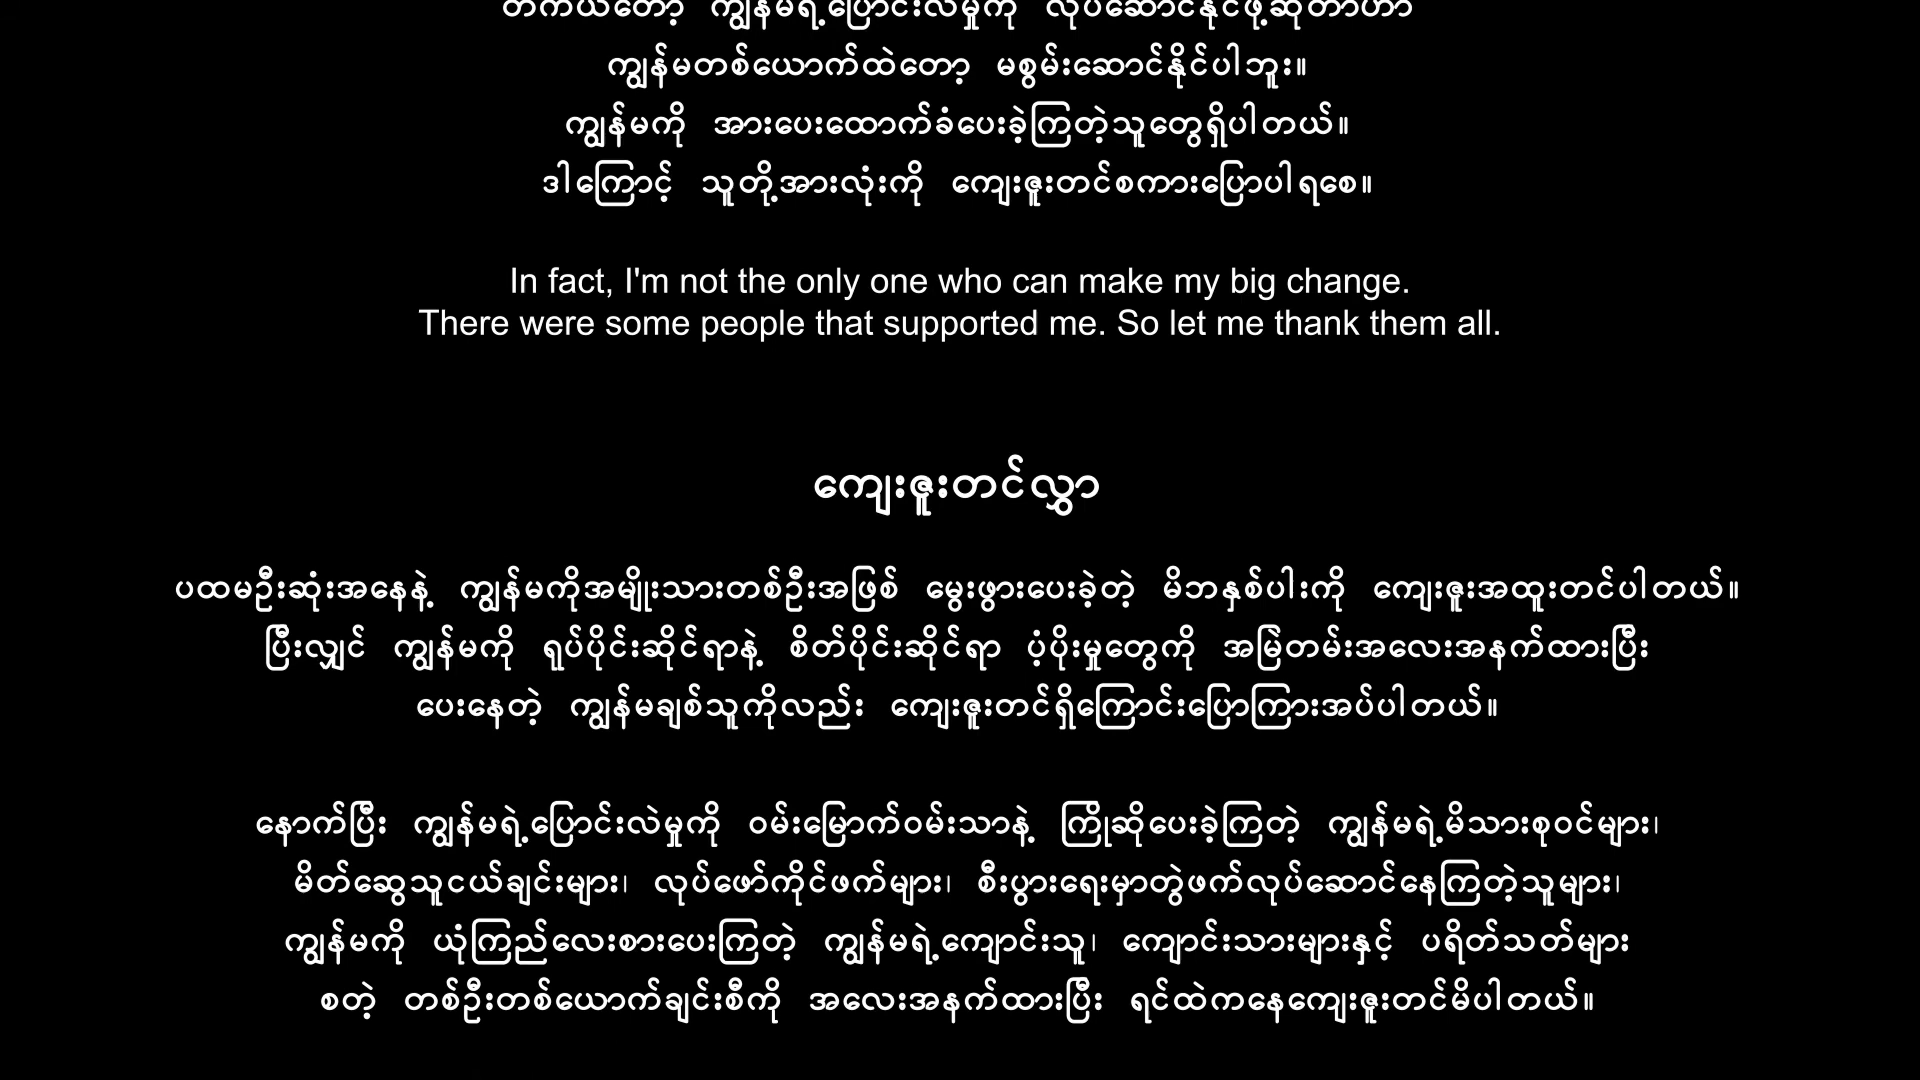 တကယ်တော့ ကျွန်မရဲ့ပြောင်းလဲမှုကို လုပ်ဆောင်နိုင်ဖို့ဆိုတာဟာ
ကျွန်မတစ်ယောက်ထဲတော့ မစွမ်းဆောင်နိုင်ပါဘူး။
ကျွန်မကို အားပေးထောက်ခံပေးခဲ့ကြတဲ့သူတွေရှိပါတယ်။
ဒါကြောင့် သူတို့အားလုံးကို ကျေးဇူးတင်စကားပြောပါရစေ။
In fact, I'm not the only one who can make my big change.
There were some people that supported me. So let me thank them all.
ကျေးဇူးတင်လွှာ
ပထမဦးဆုံးအနေနဲ့ ကျွန်မကိုအမျိုးသားတစ်ဦးအဖြစ် မွေးဖွားပေးခဲ့တဲ့ မိဘနှစ်ပါးကို ကျေးဇူးအထူးတင်ပါတယ်။
ပြီးလျှင် ကျွန်မကို ရုပ်ပိုင်းဆိုင်ရာနဲ့ စိတ်ပိုင်းဆိုင်ရာ ပံ့ပိုးမှုတွေကို အမြဲတမ်းအလေးအနက်ထားပြီး
ပေးနေတဲ့ ကျွန်မချစ်သူကိုလည်း ကျေးဇူးတင်ရှိကြောင်းပြောကြားအပ်ပါတယ်။
နောက်ပြီး ကျွန်မရဲ့ပြောင်းလဲမှုကို ဝမ်းမြောက်ဝမ်းသာနဲ့ ကြိုဆိုပေးခဲ့ကြတဲ့ ကျွန်မရဲ့မိသားစုဝင်များ၊
မိတ်ဆွေသူငယ်ချင်းများ၊ လုပ်ဖော်ကိုင်ဖက်များ၊ စီးပွားရေးမှာတွဲဖက်လုပ်ဆောင်နေကြတဲ့သူများ၊
ကျွန်မကို ယုံကြည်လေးစားပေးကြတဲ့ ကျွန်မရဲ့ကျောင်းသူ၊ ကျောင်းသားများနှင့် ပရိတ်သတ်များ
စတဲ့ တစ်ဦးတစ်ယောက်ချင်းစီကို အလေးအနက်ထားပြီး ရင်ထဲကနေကျေးဇူးတင်မိပါတယ်။